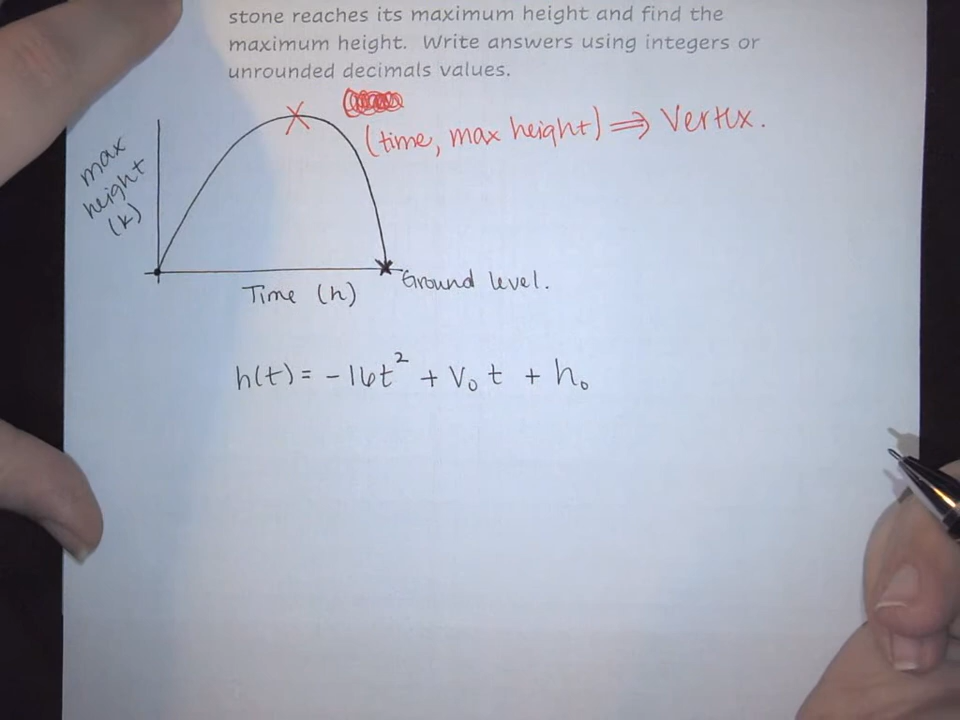 stone reaches its maximum height and find the
maximum height. Write answers using integers or
unrounded decimals values.
(time, max height) ⇒ Vertex.
max
height
(k)
Ground level.
Time (h)
h(t) = -16t² + V₀ t + h₀